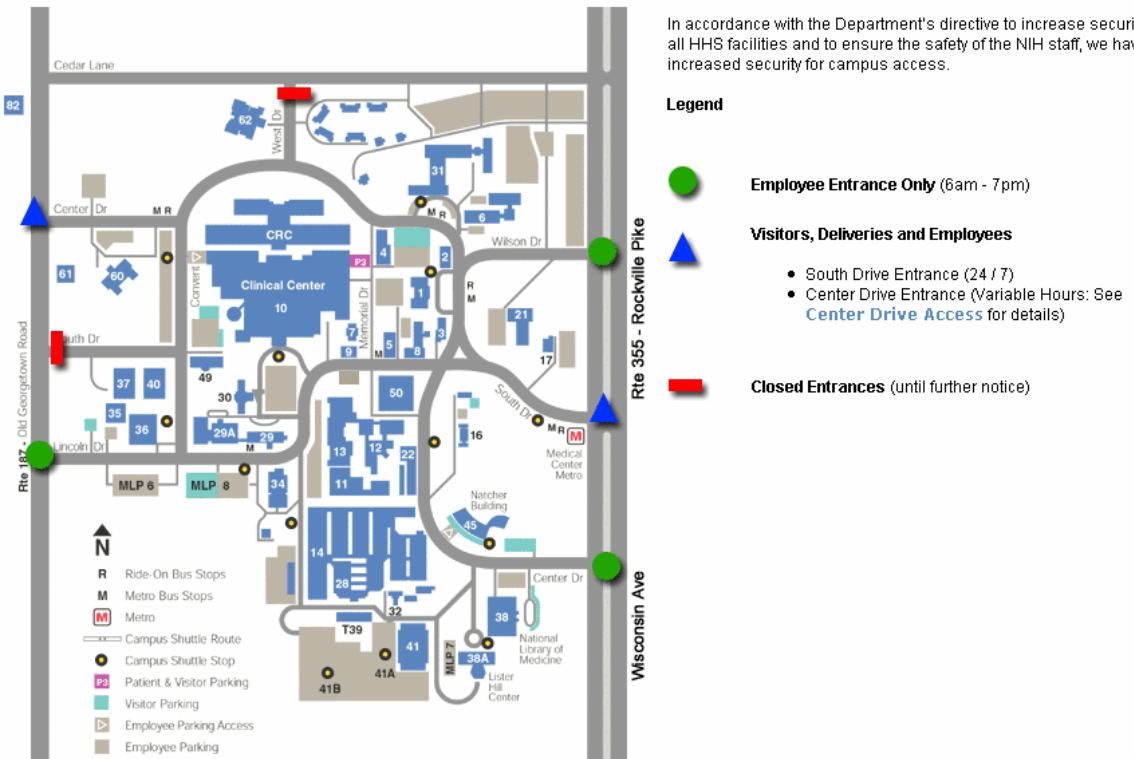 In accordance with the Department's directive to increase securi
all HHS facilities and to ensure the safety of the NIH staff, we hav
increased security for campus access.
Legend
Employee Entrance Only (6am - 7pm)
Visitors, Deliveries and Employees
South Drive Entrance (24 / 7)
Center Drive Entrance (Variable Hours: See
Center Drive Access for details)
Closed Entrances (until further notice)
Cedar Lane
82
62
West Dr
31
M R
6
Center Dr
M R
CRC
4
2
Wilson Dr
61
60
Convent
P3
Clinical Center
10
1
R
M
Memorial Dr
Rte 355 - Rockville Pike
Rte 187 - Old Georgetown Road
outh Dr
7
9
M
5
8
3
21
17
49
37
40
30
50
South Dr
35
36
29A
29
M
16
M R
M
Medical
Center
Metro
Lincoln Dr
13
12
22
11
MLP 6
MLP 8
34
Natcher
Building
45
14
28
32
Center Dr
T39
41
38
National
Library of
Medicine
MLP 7
38A
Lister
Hill
Center
41A
41B
Wisconsin Ave
N
R Ride-On Bus Stops
M Metro Bus Stops
M Metro
Campus Shuttle Route
Campus Shuttle Stop
P3 Patient & Visitor Parking
Visitor Parking
Employee Parking Access
Employee Parking